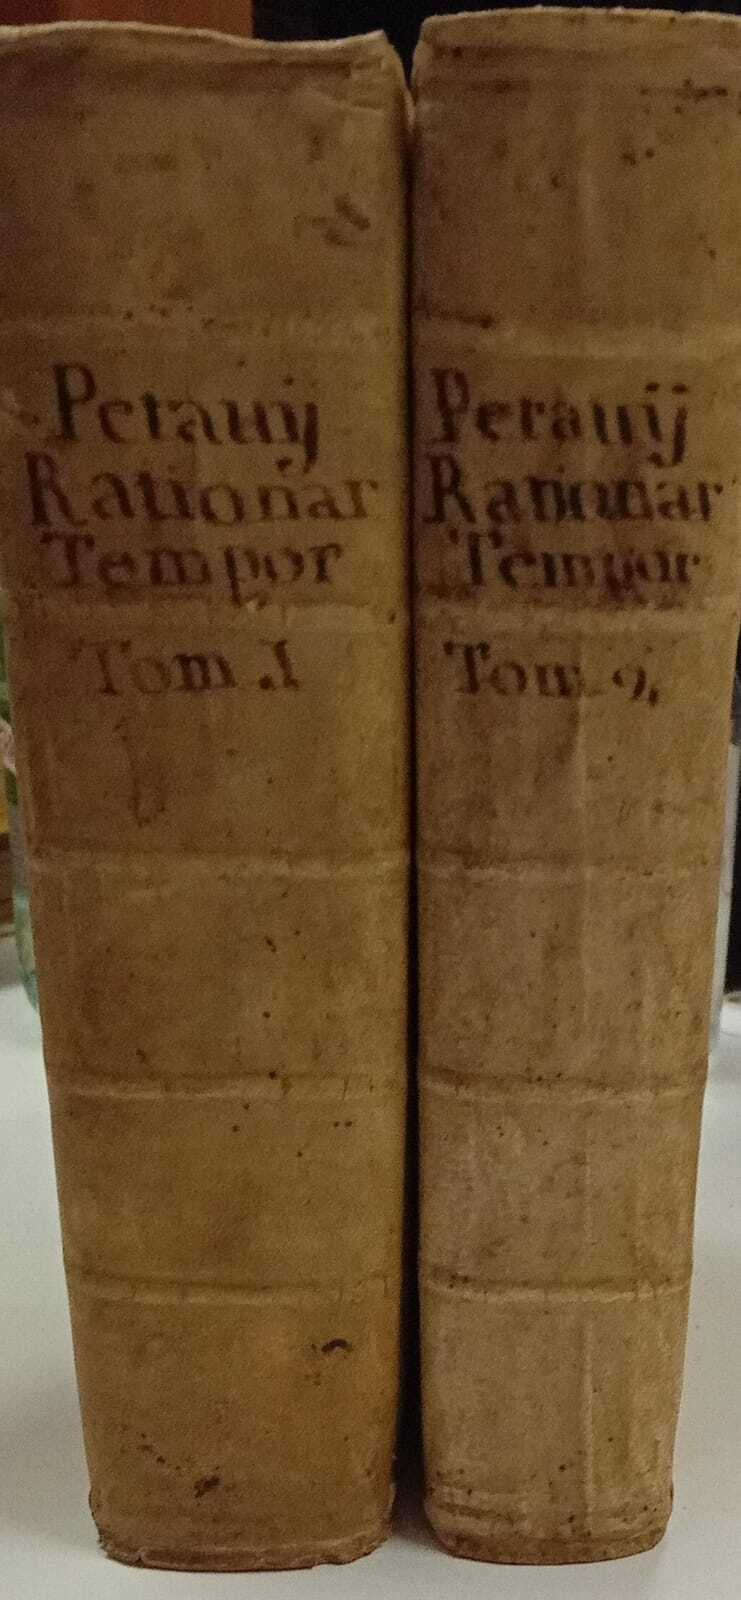 Petauij
Rationar
Tempor
Tom. 1
Petauij
Rationar
Tempor
Tom. 2.